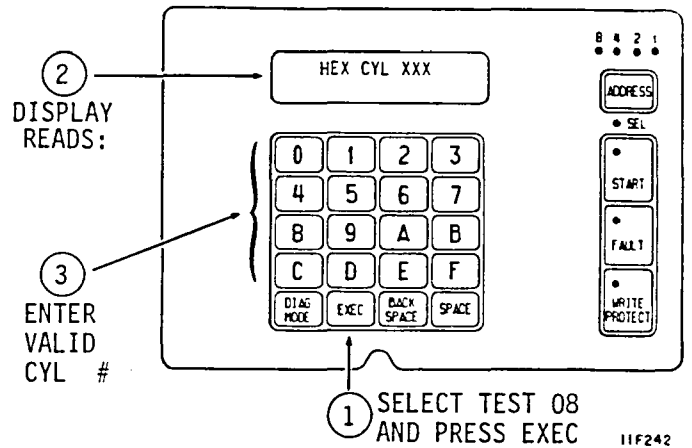 8 4 2 1
HEX CYL XXX
ADDRESS
2
DISPLAY
READS:
SEL
0 1 2 3
START
4 5 6 7
8 9 A B
FAULT
C D E F
3
ENTER
VALID
CYL #
DIAG
MODE
EXEC
BACK
SPACE
SPACE
WRITE
PROTECT
1
SELECT TEST 08
AND PRESS EXEC
11F242